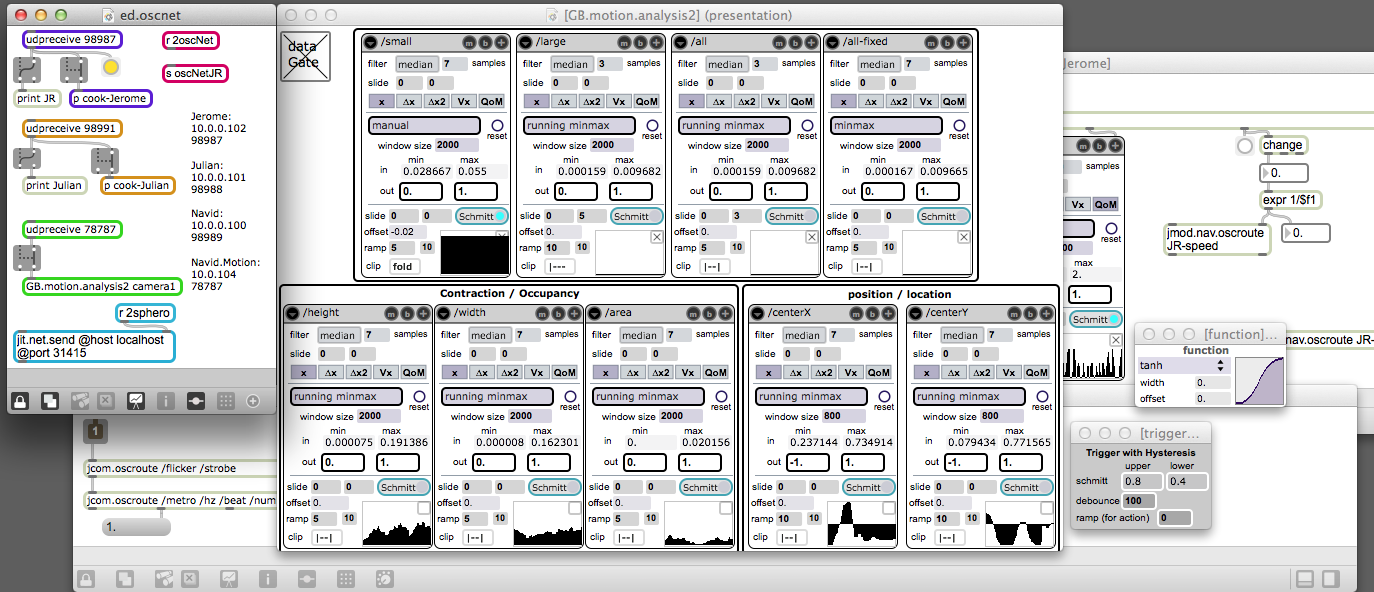 ed.oscnet
udpreceive 98987
r 2oscNet
s oscNetJR
print JR
p cook-Jerome
udpreceive 98991
print Julian
p cook-Julian
udpreceive 78787
GB.motion.analysis2 camera1
r 2sphero
jit.net.send @host localhost
@port 31415
Jerome:
10.0.0.102
98987
Julian:
10.0.0.101
98988
Navid:
10.0.0.100
98989
Navid.Motion:
10.0.104
78787
[GB.motion.analysis2] (presentation)
data
Gate
/small
m b +
filter median 7 samples
slide 0 0
x Δx Δx2 Vx QoM
manual
reset
window size 2000
min max
in 0.028667 0.055
out 0. 1.
slide 0 0 Schmitt
offset -0.02
ramp 5 10
clip fold
/large
m b +
filter median 3 samples
slide 0 0
x Δx Δx2 Vx QoM
running minmax
reset
window size 2000
min max
in 0.000159 0.009682
out 0. 1.
slide 0 5 Schmitt
offset 0.
ramp 10 10
clip |---
/all
m b +
filter median 3 samples
slide 0 0
x Δx Δx2 Vx QoM
running minmax
reset
window size 2000
min max
in 0.000159 0.009682
out 0. 1.
slide 0 3 Schmitt
offset 0.
ramp 5 10
clip |--|
/all-fixed
m b +
filter median 7 samples
slide 0 0
x Δx Δx2 Vx QoM
minmax
reset
window size 2000
min max
in 0.000167 0.009665
out 0. 1.
slide 0 0 Schmitt
offset 0.
ramp 5 10
clip |--|
Contraction / Occupancy
/height
m b +
filter median 7 samples
slide 0 0
x Δx Δx2 Vx QoM
running minmax
reset
window size 2000
min max
in 0.000075 0.191386
out 0. 1.
slide 0 0 Schmitt
offset 0.
ramp 5 10
clip |--|
/width
m b +
filter median 7 samples
slide 0 0
x Δx Δx2 Vx QoM
running minmax
reset
window size 2000
min max
in 0.000008 0.162301
out 0. 1.
slide 0 0 Schmitt
offset 0.
ramp 5 10
clip |--|
/area
m b +
filter median 7 samples
slide 0 0
x Δx Δx2 Vx QoM
running minmax
reset
window size 2000
min max
in 0. 0.020156
out 0. 1.
slide 0 0 Schmitt
offset 0.
ramp 5 10
clip |--|
position / location
/centerX
m b +
filter median 7 samples
slide 0 0
x Δx Δx2 Vx QoM
running minmax
reset
window size 800
min max
in 0.237144 0.734914
out -1. 1.
slide 0 0 Schmitt
offset 0.
ramp 10 10
clip |--|
/centerY
m b +
filter median 7 samples
slide 0 0
x Δx Δx2 Vx QoM
running minmax
reset
window size 800
min max
in 0.079434 0.771565
out -1. 1.
slide 0 0 Schmitt
offset 0.
ramp 10 10
clip |--|
Jerome]
m b +
samples
Vx QoM
reset
max
2.
1.
Schmitt
change
0.
expr 1/$f1
jmod.nav.oscroute
JR-speed
0.
nav.oscroute JR-
[function]...
function
tanh
width 0.
offset 0.
[trigger...
Trigger with Hysteresis
upper lower
schmitt 0.8 0.4
debounce 100
ramp (for action) 0
1
jcom.oscroute /flicker /strobe
jcom.oscroute /metro /hz /beat /num
1.